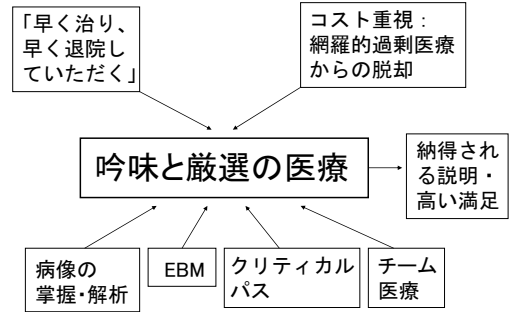 「早く治り、
早く退院し
ていただく」
コスト重視：
網羅的過剰医療
からの脱却
吟味と厳選の医療
納得され
る説明・
高い満足
病像の
掌握・解析
EBM
クリティカル
パス
チーム
医療